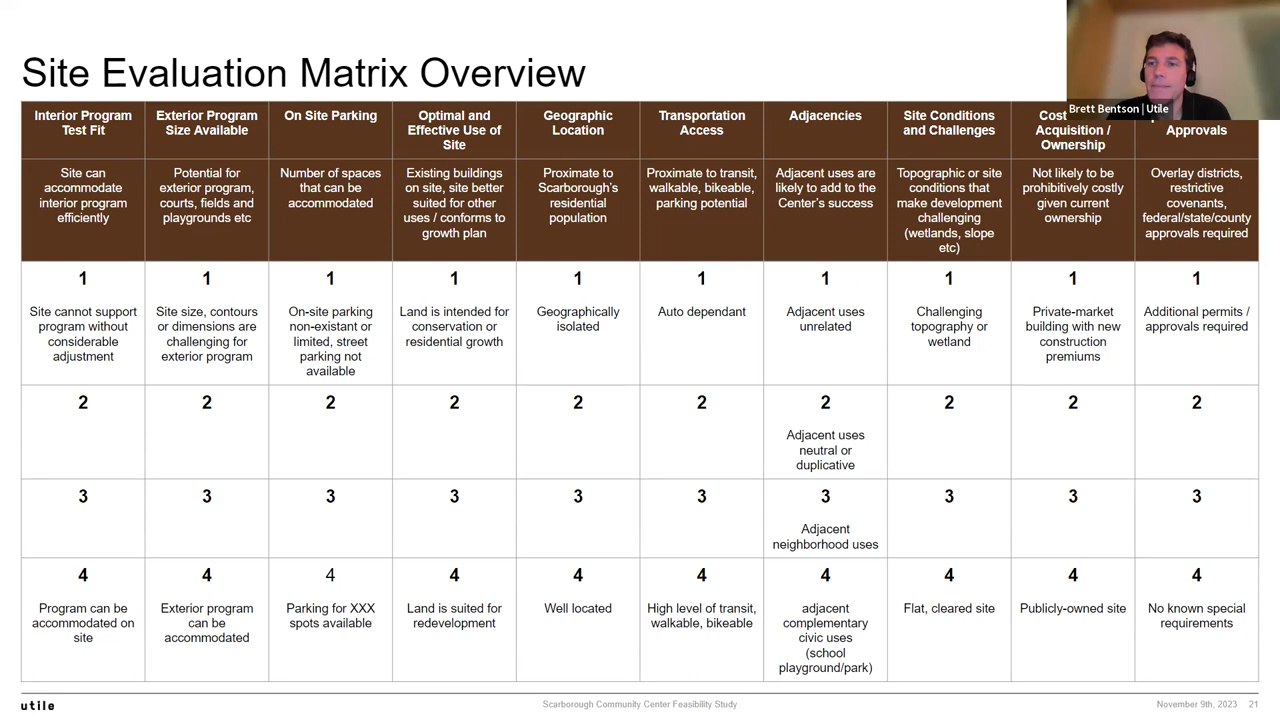 Site Evaluation Matrix Overview
Brett Bentson | Utile
Interior Program
Test Fit
Exterior Program
Size Available
On Site Parking
Optimal and
Effective Use of
Site
Geographic
Location
Transportation
Access
Adjacencies
Site Conditions
and Challenges
Acquisition /
Ownership
Approvals
Site can
accommodate
interior program
efficiently
Potential for
exterior program,
courts, fields and
playgrounds etc
Number of spaces
that can be
accommodated
Existing buildings
on site, site better
suited for other
uses / conforms to
growth plan
Proximate to
Scarborough's
residential
population
Proximate to transit,
walkable, bikeable,
parking potential
Adjacent uses are
likely to add to the
Center's success
Topographic or site
conditions that
make development
challenging
(wetlands, slope
etc)
Not likely to be
prohibitively costly
given current
ownership
Overlay districts,
restrictive
covenants,
federal/state/county
approvals required
1
Site cannot support
program without
considerable
adjustment
1
Site size, contours
or dimensions are
challenging for
exterior program
1
On-site parking
non-existant or
limited, street
parking not
available
1
Land is intended for
conservation or
residential growth
1
Geographically
isolated
1
Auto dependant
1
Adjacent uses
unrelated
1
Challenging
topography or
wetland
1
Private-market
building with new
construction
premiums
1
Additional permits /
approvals required
2
2
2
2
2
2
2
Adjacent uses
neutral or
duplicative
2
2
2
3
3
3
3
3
3
3
Adjacent
neighborhood uses
3
3
3
4
Program can be
accommodated on
site
4
Exterior program
can be
accommodated
4
Parking for XXX
spots available
4
Land is suited for
redevelopment
4
Well located
4
High level of transit,
walkable, bikeable
4
adjacent
complementary
civic uses
(school
playground/park)
4
Flat, cleared site
4
Publicly-owned site
4
No known special
requirements
utile
Scarborough Community Center Feasibility Study
November 9th, 2023 21